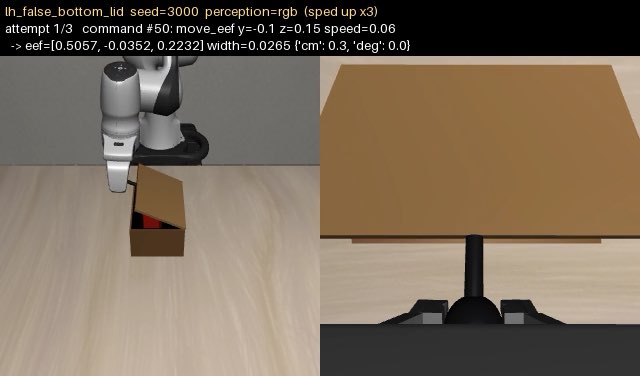 lh_false_bottom_lid  seed=3000  perception=rgb  (sped up x3)
attempt 1/3   command #50: move_eef y=-0.1 z=0.15 speed=0.06
-> eef=[0.5057, -0.0352, 0.2232] width=0.0265 {'cm': 0.3, 'deg': 0.0}